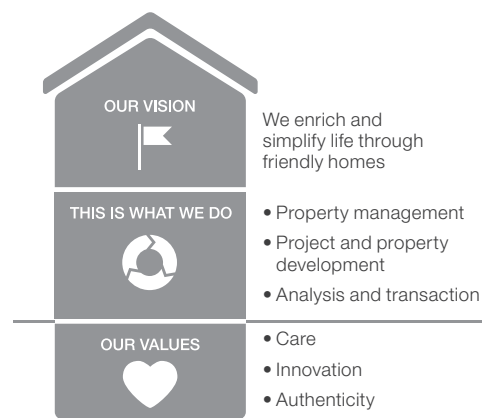 OUR VISION
We enrich and
simplify life through
friendly homes
THIS IS WHAT WE DO
• Property management
• Project and property
development
• Analysis and transaction
OUR VALUES
• Care
• Innovation
• Authenticity